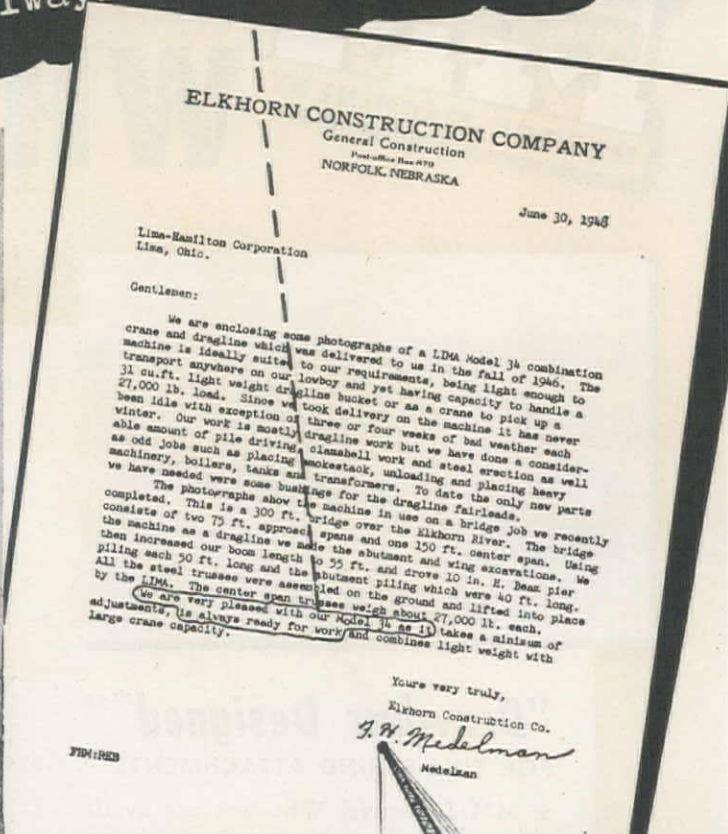 ELKHORN CONSTRUCTION COMPANY
General Construction
Post-office Box
NORFOLK, NEBRASKA
June 30, 1948
Lima-Hamilton Corporation
Lima, Ohio.
Gentlemen:
We are enclosing some photographs of a LIMA Model 34 combination
crane and dragline which was delivered to us in the fall of 1946. The
machine is ideally suited to our requirements, being light enough to
transport anywhere on our lowboy and yet having capacity to handle a
31 cu.ft. light weight dragline bucket or as a crane to pick up a
27,000 lb. load. Since we took delivery on the machine it has never
been idle with exception of three or four weeks of bad weather each
winter. Our work is mostly dragline work but we have done a consider-
able amount of pile driving, clamshell work and steel erection as well
as odd jobs such as placing smokestack, unloading and placing heavy
machinery, boilers, tanks and transformers. To date the only new parts
we have needed were some bushings for the dragline fairleads.
The photographs show the machine in use on a bridge job we recently
completed. This is a 300 ft. bridge over the Elkhorn River. The bridge
consists of two 75 ft. approach spans and one 150 ft. center span. Using
the machine as a dragline we made the abutment and wing excavations. We
then increased our boom length to 55 ft. and drove 10 in. H. Beam pier
piling each 50 ft. long and the abutment piling which were 40 ft. long.
All the steel trusses were assembled on the ground and lifted into place
by the LIMA. The center span trusses weigh about 27,000 lt. each.
We are very pleased with our Model 34 as it takes a minimum of
adjustments, is always ready for work and combines light weight with
large crane capacity.
Yours very truly,
Elkhorn Construction Co.
F. H. Medelman
Medelman
FHM:REB